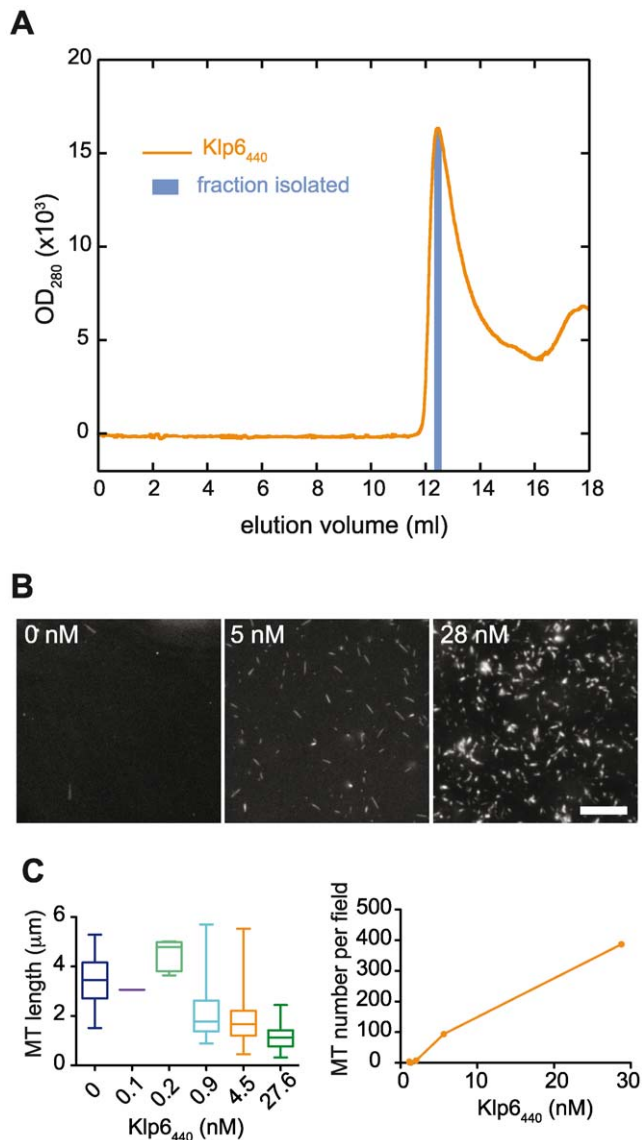 A
20
15
10
5
0
OD₂₈₀ (x10³)
Klp6₄₄₀
fraction isolated
0 2 4 6 8 10 12 14 16 18
elution volume (ml)
B
0 nM
5 nM
28 nM
C
6
4
2
0
MT length (μm)
0 0.1 0.2 0.9 4.5 27.6
Klp6₄₄₀ (nM)
500
400
300
200
100
0
MT number per field
0 10 20 30
Klp6₄₄₀ (nM)